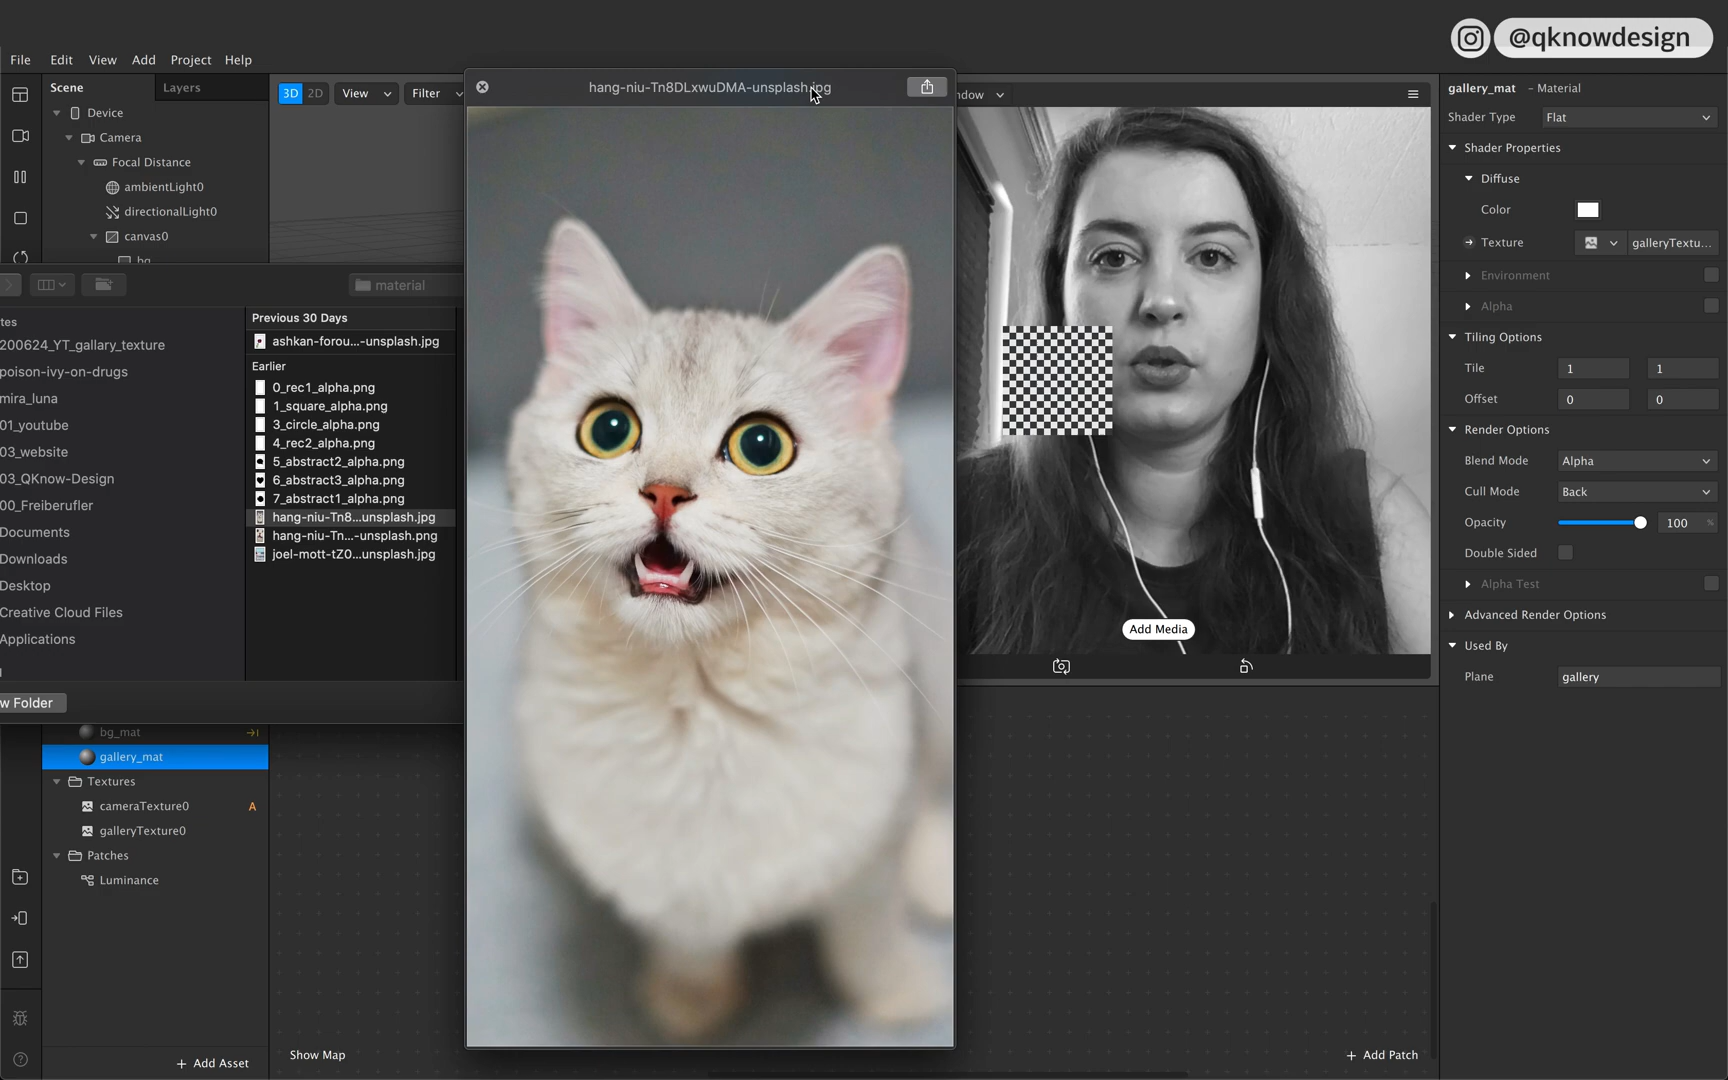 @qknowdesign
File Edit View Add Project Help
Scene Layers
Device
Camera
Focal Distance
ambientLight0
directionalLight0
canvas0
bg
3D 2D View Filter
hang-niu-Tn8DLxwuDMA-unsplash.jpg
ndow
material
tes
200624_YT_gallary_texture
poison-ivy-on-drugs
mira_luna
01_youtube
03_website
03_QKnow-Design
00_Freiberufler
Documents
Downloads
Desktop
Creative Cloud Files
Applications
w Folder
Previous 30 Days
ashkan-forou...-unsplash.jpg
Earlier
0_rec1_alpha.png
1_square_alpha.png
3_circle_alpha.png
4_rec2_alpha.png
5_abstract2_alpha.png
6_abstract3_alpha.png
7_abstract1_alpha.png
hang-niu-Tn8...unsplash.jpg
hang-niu-Tn...-unsplash.png
joel-mott-tZ0...unsplash.jpg
bg_mat
gallery_mat
Textures
cameraTexture0 A
galleryTexture0
Patches
Luminance
+ Add Asset
Show Map
Add Media
+ Add Patch
gallery_mat - Material
Shader Type Flat
Shader Properties
Diffuse
Color
Texture galleryTextu...
Environment
Alpha
Tiling Options
Tile 1 1
Offset 0 0
Render Options
Blend Mode Alpha
Cull Mode Back
Opacity 100 %
Double Sided
Alpha Test
Advanced Render Options
Used By
Plane gallery